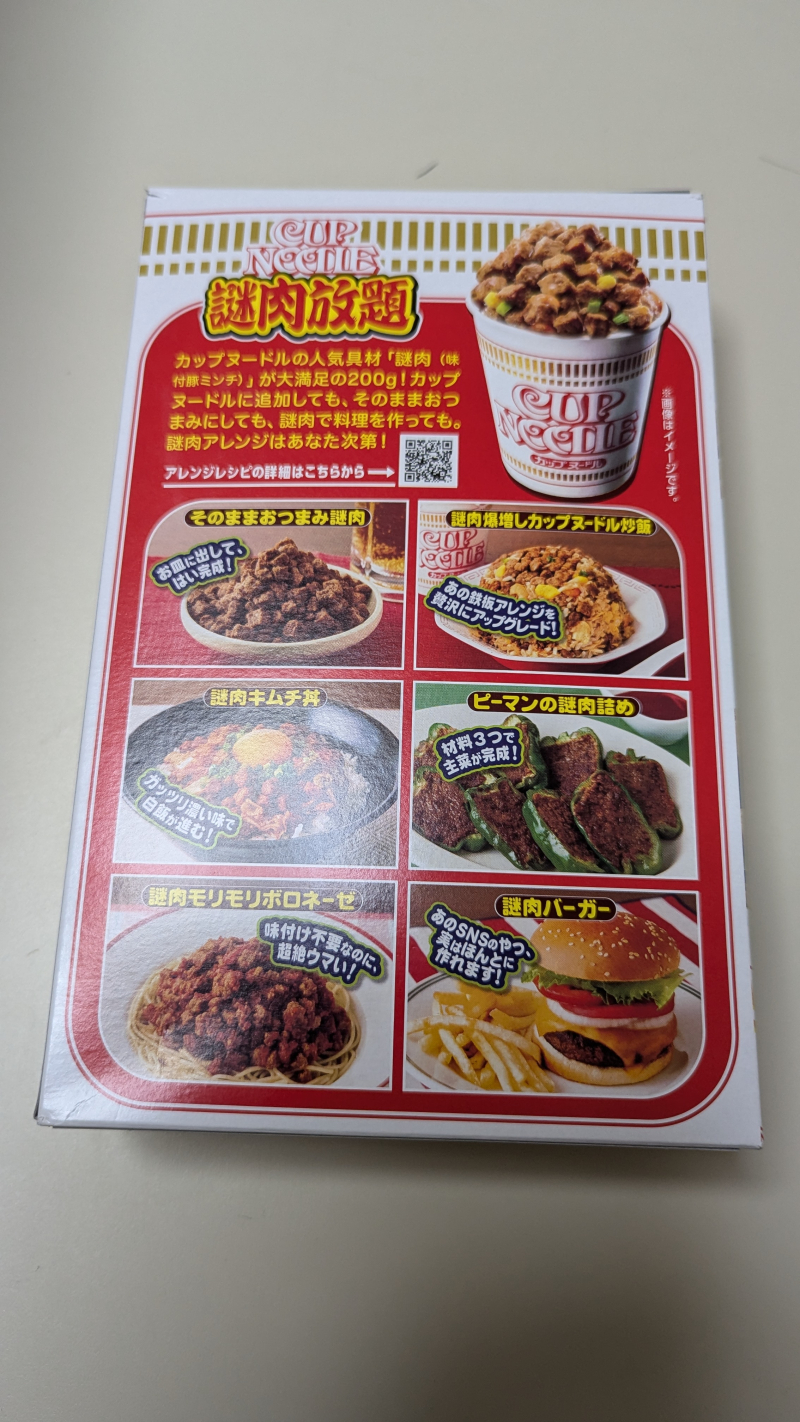 CUP
NOODLE
謎肉放題
カップヌードルの人気具材「謎肉（味
付豚ミンチ）」が大満足の200g！カップ
ヌードルに追加しても、そのままおつ
まみにしても、謎肉で料理を作っても。
謎肉アレンジはあなた次第！
アレンジレシピの詳細はこちらから
CUP
NOODLE
カップヌードル
※画像はイメージです。
そのままおつまみ謎肉
お皿に出して、
はい完成！
謎肉爆増しカップヌードル炒飯
CUP
NOODLE
あの鉄板アレンジを
贅沢にアップグレード！
謎肉キムチ丼
ガッツリ濃い味で
白飯が進む！
ピーマンの謎肉詰め
材料3つで
主菜が完成！
謎肉モリモリボロネーゼ
味付け不要なのに、
超絶ウマい！
謎肉バーガー
あのSNSのやつ、
実はほんとに
作れます！